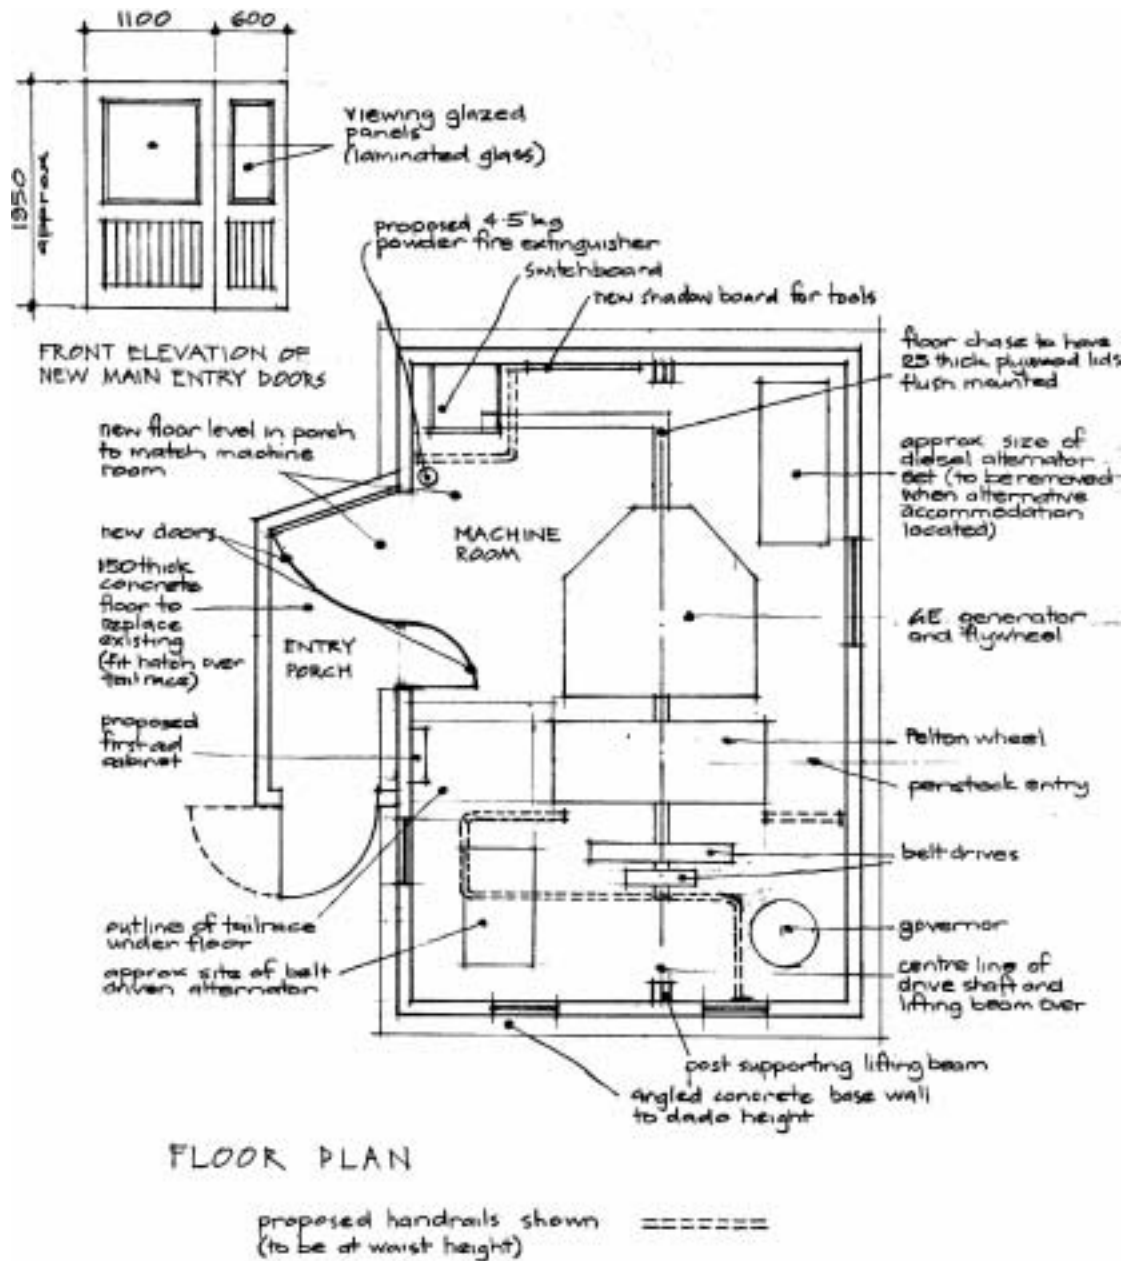 1100 600
1950
approx
viewing glazed
panels
(laminated glass)
FRONT ELEVATION OF
NEW MAIN ENTRY DOORS
proposed 4.5 kg
powder fire extinguisher
switchboard
new shadow board for tools
floor chase to have
25 thick plywood lids
flush mounted
new floor level in porch
to match machine
room
approx size of
diesel alternator
set (to be removed
when alternative
accommodation
located)
MACHINE
ROOM
new doors
150 thick
concrete
floor to
replace
existing
(fit hatch over
tail race)
ENTRY
PORCH
G.E. generator
and flywheel
proposed
first aid
cabinet
Pelton wheel
penstock entry
belt drives
outline of tailrace
under floor
approx site of belt
driven alternator
governor
centre line of
drive shaft and
lifting beam over
post supporting lifting beam
angled concrete base wall
to dado height
FLOOR PLAN
proposed handrails shown
(to be at waist height)